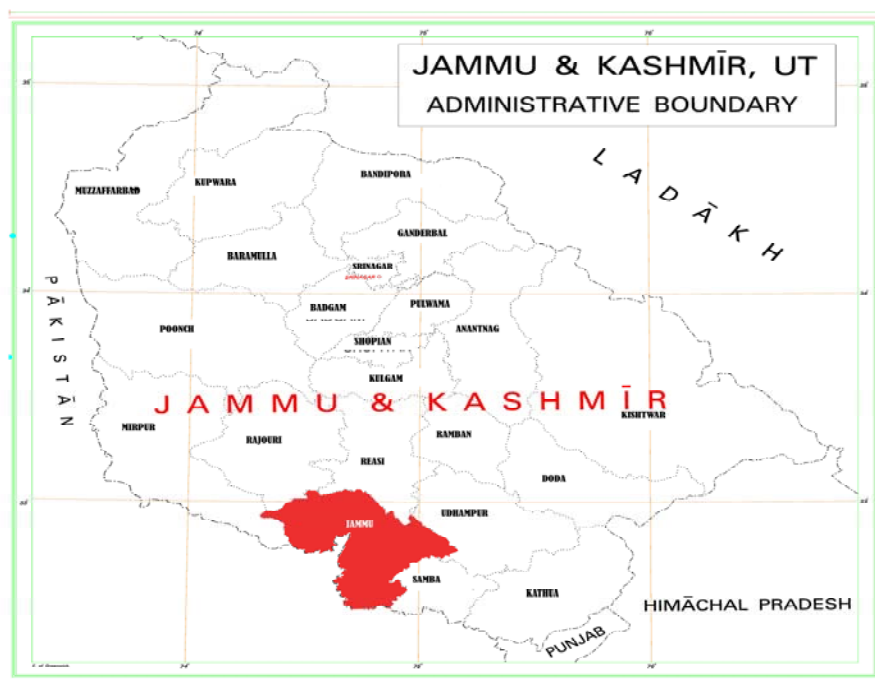 JAMMU & KASHMĪR, UT
ADMINISTRATIVE BOUNDARY
LADĀKH
BANDIPORA
KUPWARA
MUZZAFFARBAD
GANDERBAL
BARAMULLA
SRINAGAR
PĀKISTĀN
BADGAM
PULWAMA
POONCH
ANANTNAG
SHOPIAN
KULGAM
JAMMU & KASHMĪR
KISHTWAR
MIRPUR
RAJOURI
RAMBAN
REASI
DODA
UDHAMPUR
JAMMU
SAMBA
KATHUA
HIMĀCHAL PRADESH
PUNJAB